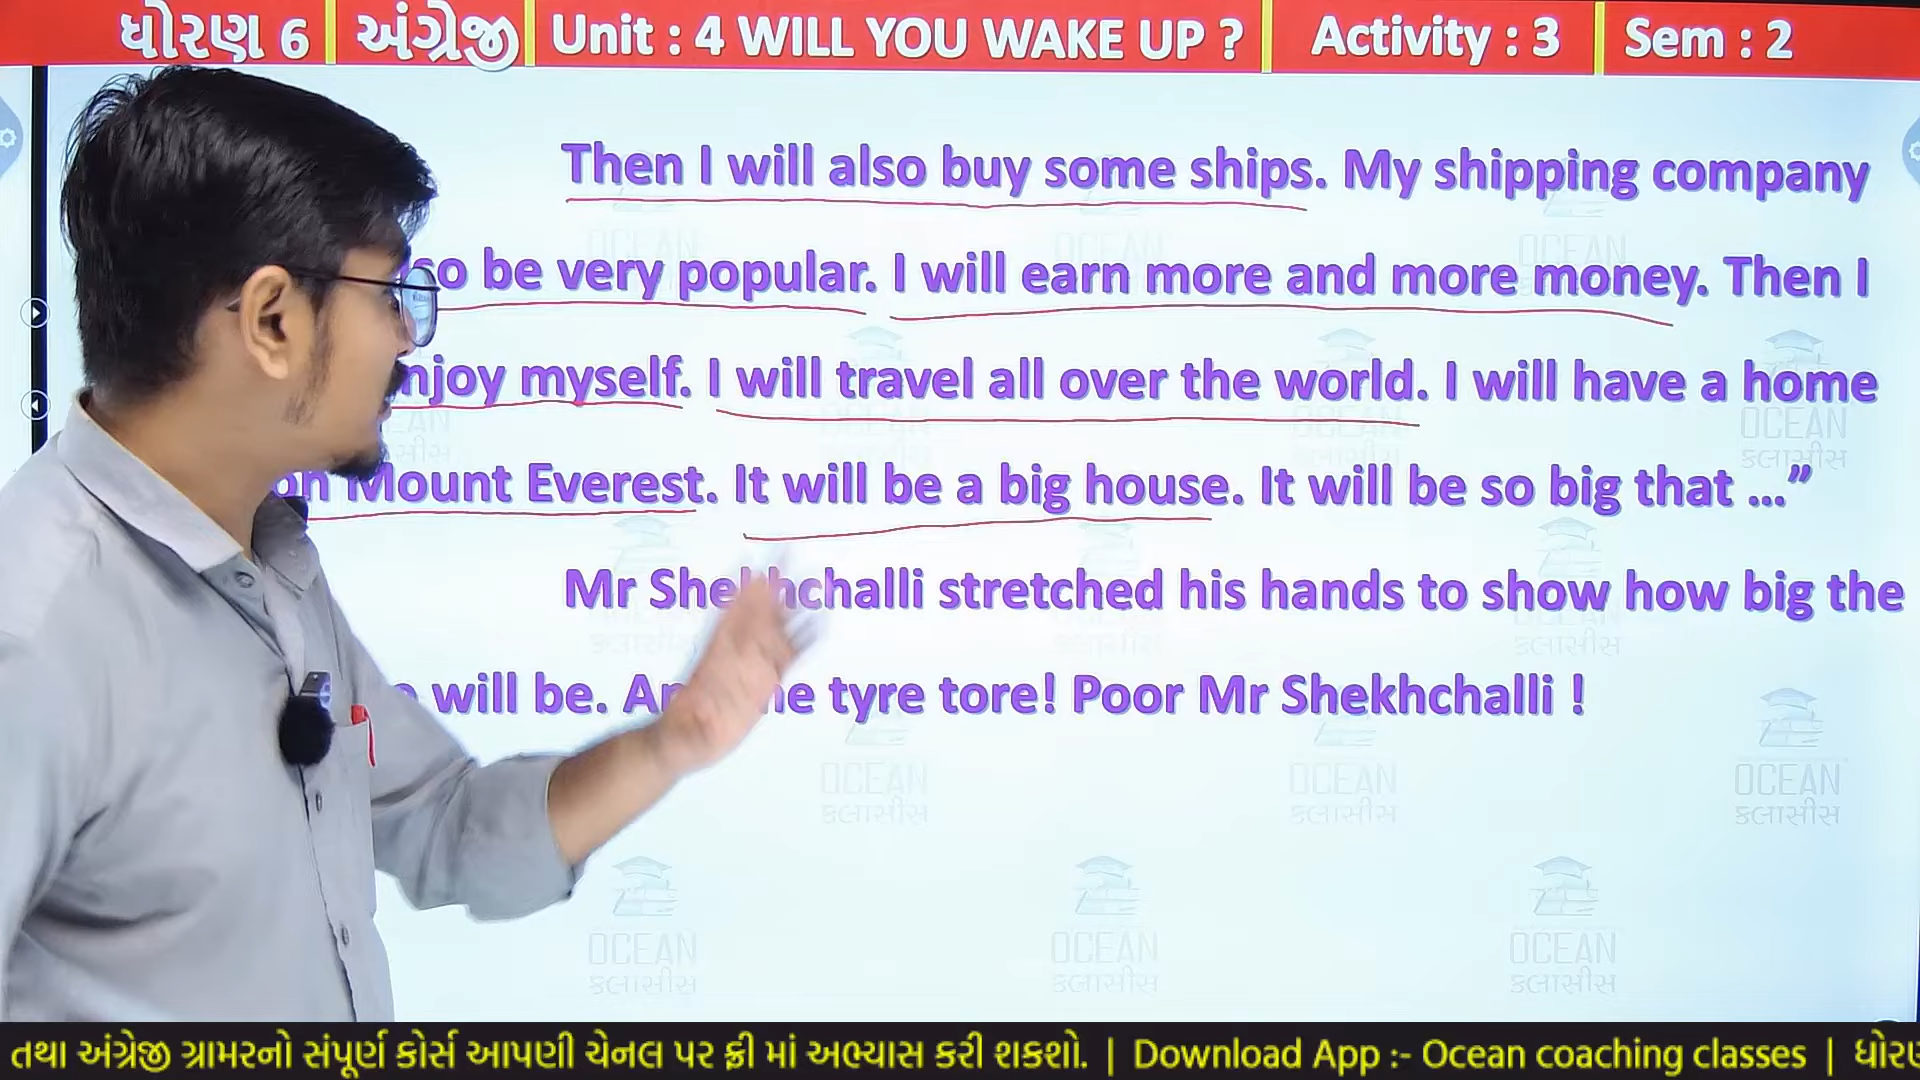 ધોરણ 6 અંગ્રેજી Unit : 4 WILL YOU WAKE UP ? Activity : 3 Sem : 2
Then I will also buy some ships. My shipping company
be very popular. I will earn more and more money. Then I
myself. I will travel all over the world. I will have a home
on Mount Everest. It will be a big house. It will be so big that ...”
Mr Shekhchalli stretched his hands to show how big the
will be. tyre tore! Poor Mr Shekhchalli !
OCEAN
કલાસીસ
તથા અંગ્રેજી ગ્રામરનો સંપૂર્ણ કોર્સ આપણી ચેનલ પર ફ્રી માં અભ્યાસ કરી શકશો. | Download App :- Ocean coaching classes |